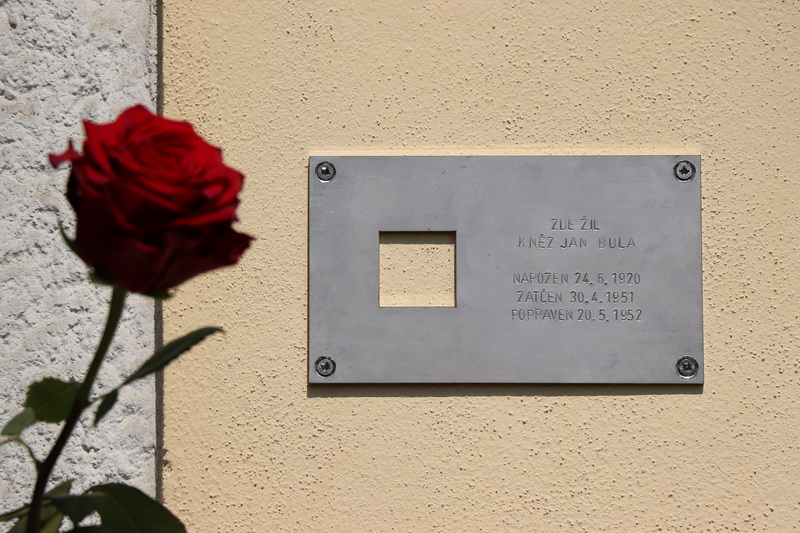 ZDE ŽIL
KNĚZ JAN BULA
NAROZEN 24. 6. 1920
ZATČEN 30. 4. 1951
POPRAVEN 20. 5. 1952